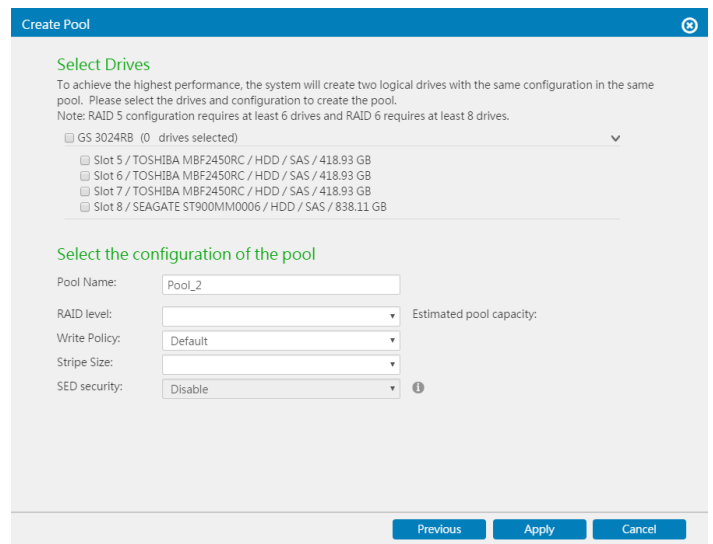 Create Pool
Select Drives
To achieve the highest performance, the system will create two logical drives with the same configuration in the same
pool. Please select the drives and configuration to create the pool.
Note: RAID 5 configuration requires at least 6 drives and RAID 6 requires at least 8 drives.
GS 3024RB (0 drives selected)
Slot 5 / TOSHIBA MBF2450RC / HDD / SAS / 418.93 GB
Slot 6 / TOSHIBA MBF2450RC / HDD / SAS / 418.93 GB
Slot 7 / TOSHIBA MBF2450RC / HDD / SAS / 418.93 GB
Slot 8 / SEAGATE ST900MM0006 / HDD / SAS / 838.11 GB
Select the configuration of the pool
Pool Name: Pool_2
RAID level: Estimated pool capacity:
Write Policy: Default
Stripe Size:
SED security: Disable
Previous Apply Cancel